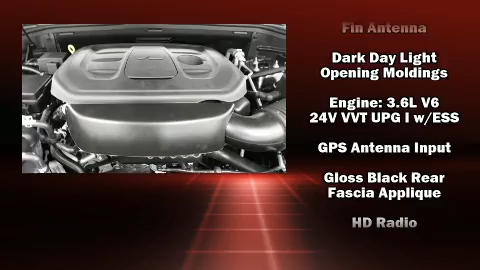 Fin Antenna
Dark Day Light
Opening Moldings
Engine: 3.6L V6
24V VVT UPG I w/ESS
GPS Antenna Input
Gloss Black Rear
Fascia Applique
HD Radio